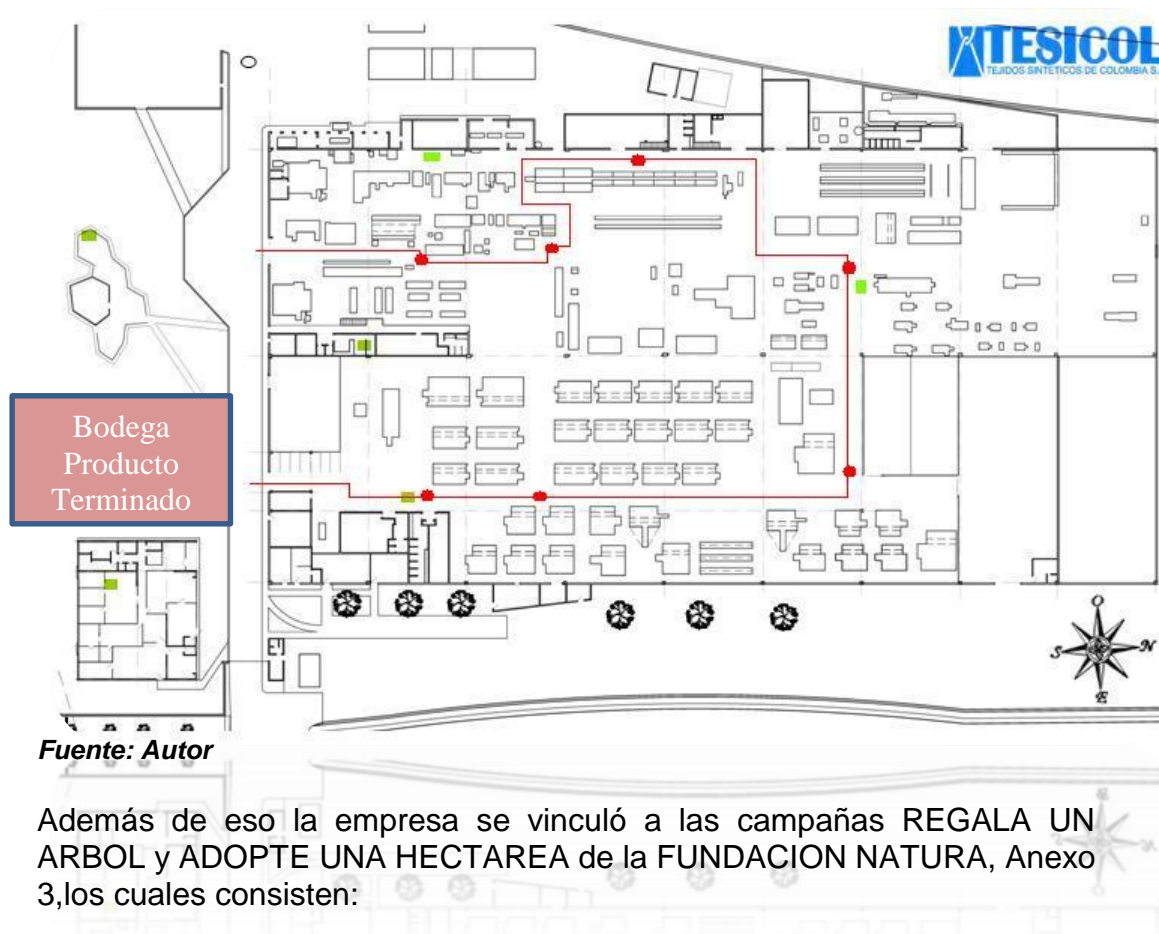 TESICOL
TEJIDOS SINTETICOS DE COLOMBIA S.
Bodega
Producto
Terminado
O
S
N
E
Fuente: Autor
Además de eso la empresa se vinculó a las campañas REGALA UN
ARBOL y ADOPTE UNA HECTAREA de la FUNDACION NATURA, Anexo
3,los cuales consisten: